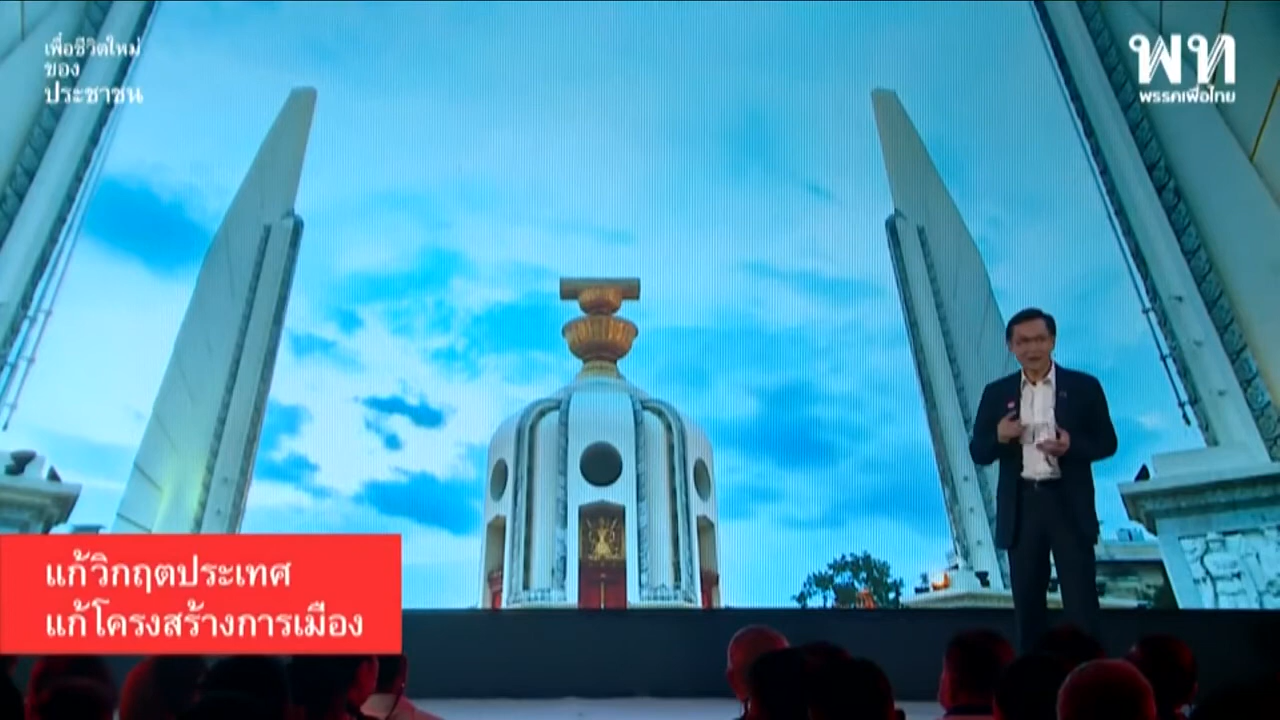 เพื่อชีวิตใหม่
ของ
ประชาชน
พท
พรรคเพื่อไทย
แก้วิกฤตประเทศ
แก้โครงสร้างการเมือง